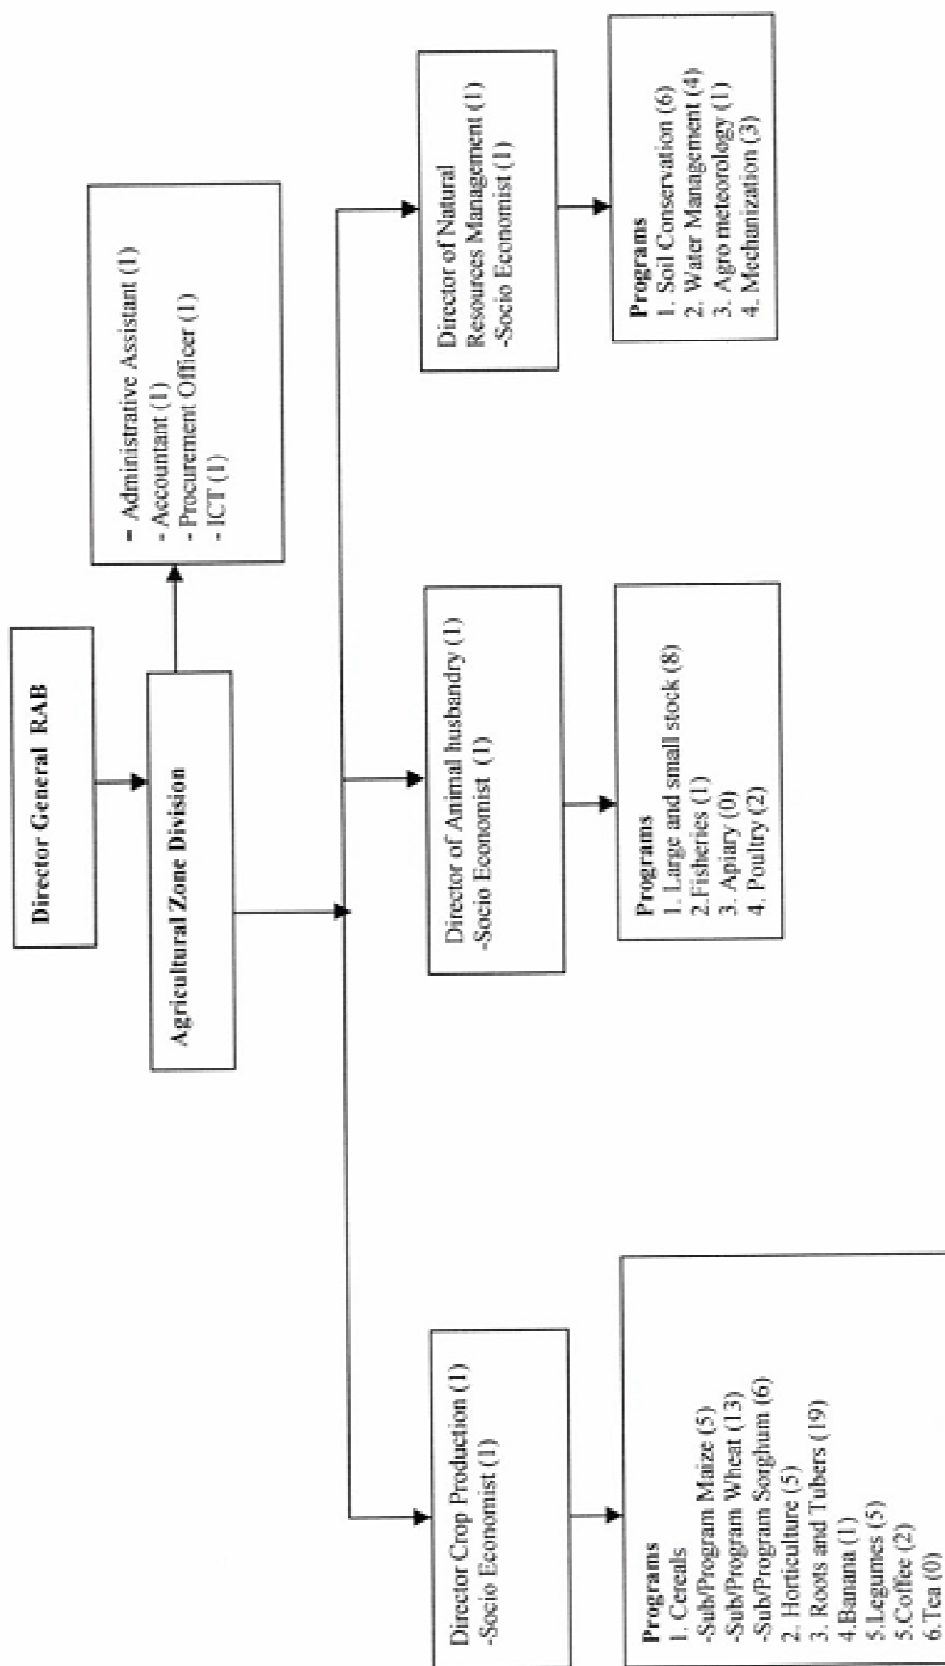 Director General RAB
Agricultural Zone Division
- Administrative Assistant (1)
- Accountant (1)
- Procurement Officer (1)
- ICT (1)
Director Crop Production (1)
-Socio Economist (1)
Director of Animal husbandry (1)
-Socio Economist (1)
Director of Natural
Resources Management (1)
-Socio Economist (1)
Programs
1. Cereals
-Sub/Program Maize (5)
-Sub/Program Wheat (13)
-Sub/Program Sorghum (6)
2. Horticulture (5)
3. Roots and Tubers (19)
4.Banana (1)
5.Legumes (5)
5.Coffee (2)
6.Tea (0)
Programs
1. Large and small stock (8)
2.Fisheries (1)
3. Apiary (0)
4. Poultry (2)
Programs
1. Soil Conservation (6)
2. Water Management (4)
3. Agro meteorology (1)
4. Mechanization (3)